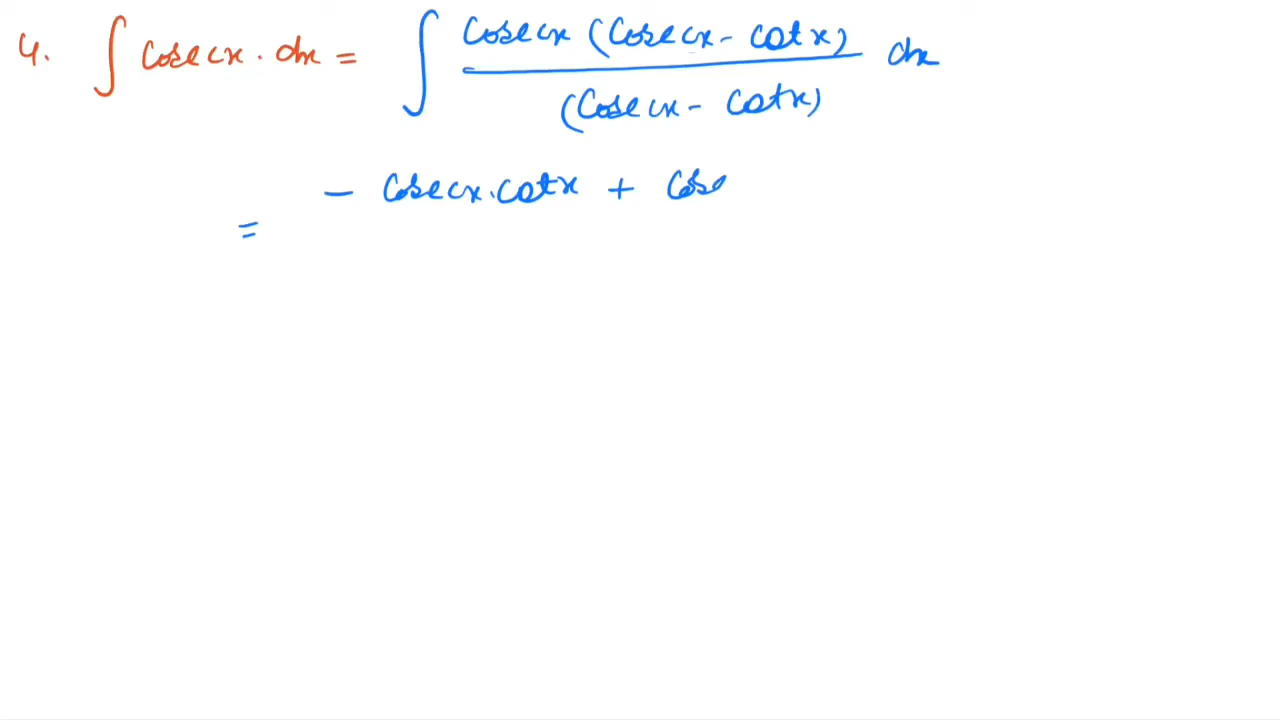 4. ∫ Cosecx . dx = ∫ Cosecx (Cosecx - Cotx) / (Cosecx - Cotx) dx
= - Cosecx.Cotx + Cose